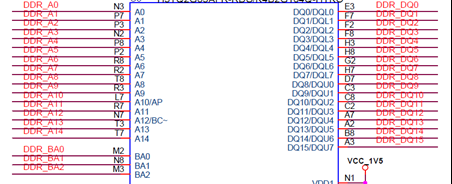 DDR_A0 N3 A0 DQ0/DQL0 E3 DDR_DQ0
DDR_A1 P7 A1 DQ1/DQL1 F7 DDR_DQ1
DDR_A2 P3 A2 DQ2/DQL2 F2 DDR_DQ2
DDR_A3 N2 A3 DQ3/DQL3 F8 DDR_DQ3
DDR_A4 P8 A4 DQ4/DQL4 H3 DDR_DQ4
DDR_A5 P2 A5 DQ5/DQL5 H8 DDR_DQ5
DDR_A6 R8 A6 DQ6/DQL6 G2 DDR_DQ6
DDR_A7 R2 A7 DQ7/DQL7 H7 DDR_DQ7
DDR_A8 T8 A8 DQ8/DQU0 D7 DDR_DQ8
DDR_A9 R3 A9 DQ9/DQU1 C3 DDR_DQ9
DDR_A10 L7 A10/AP DQ10/DQU2 C8 DDR_DQ10
DDR_A11 R7 A11 DQ11/DQU3 C2 DDR_DQ11
DDR_A12 N7 A12/BC~ DQ12/DQU4 A7 DDR_DQ12
DDR_A13 T3 A13 DQ13/DQU5 A2 DDR_DQ13
DDR_A14 T7 A14 DQ14/DQU6 B8 DDR_DQ14
DQ15/DQU7 A3 DDR_DQ15
DDR_BA0 M2 BA0
DDR_BA1 N8 BA1
DDR_BA2 M3 BA2
VCC_1V5
VDD1 N1